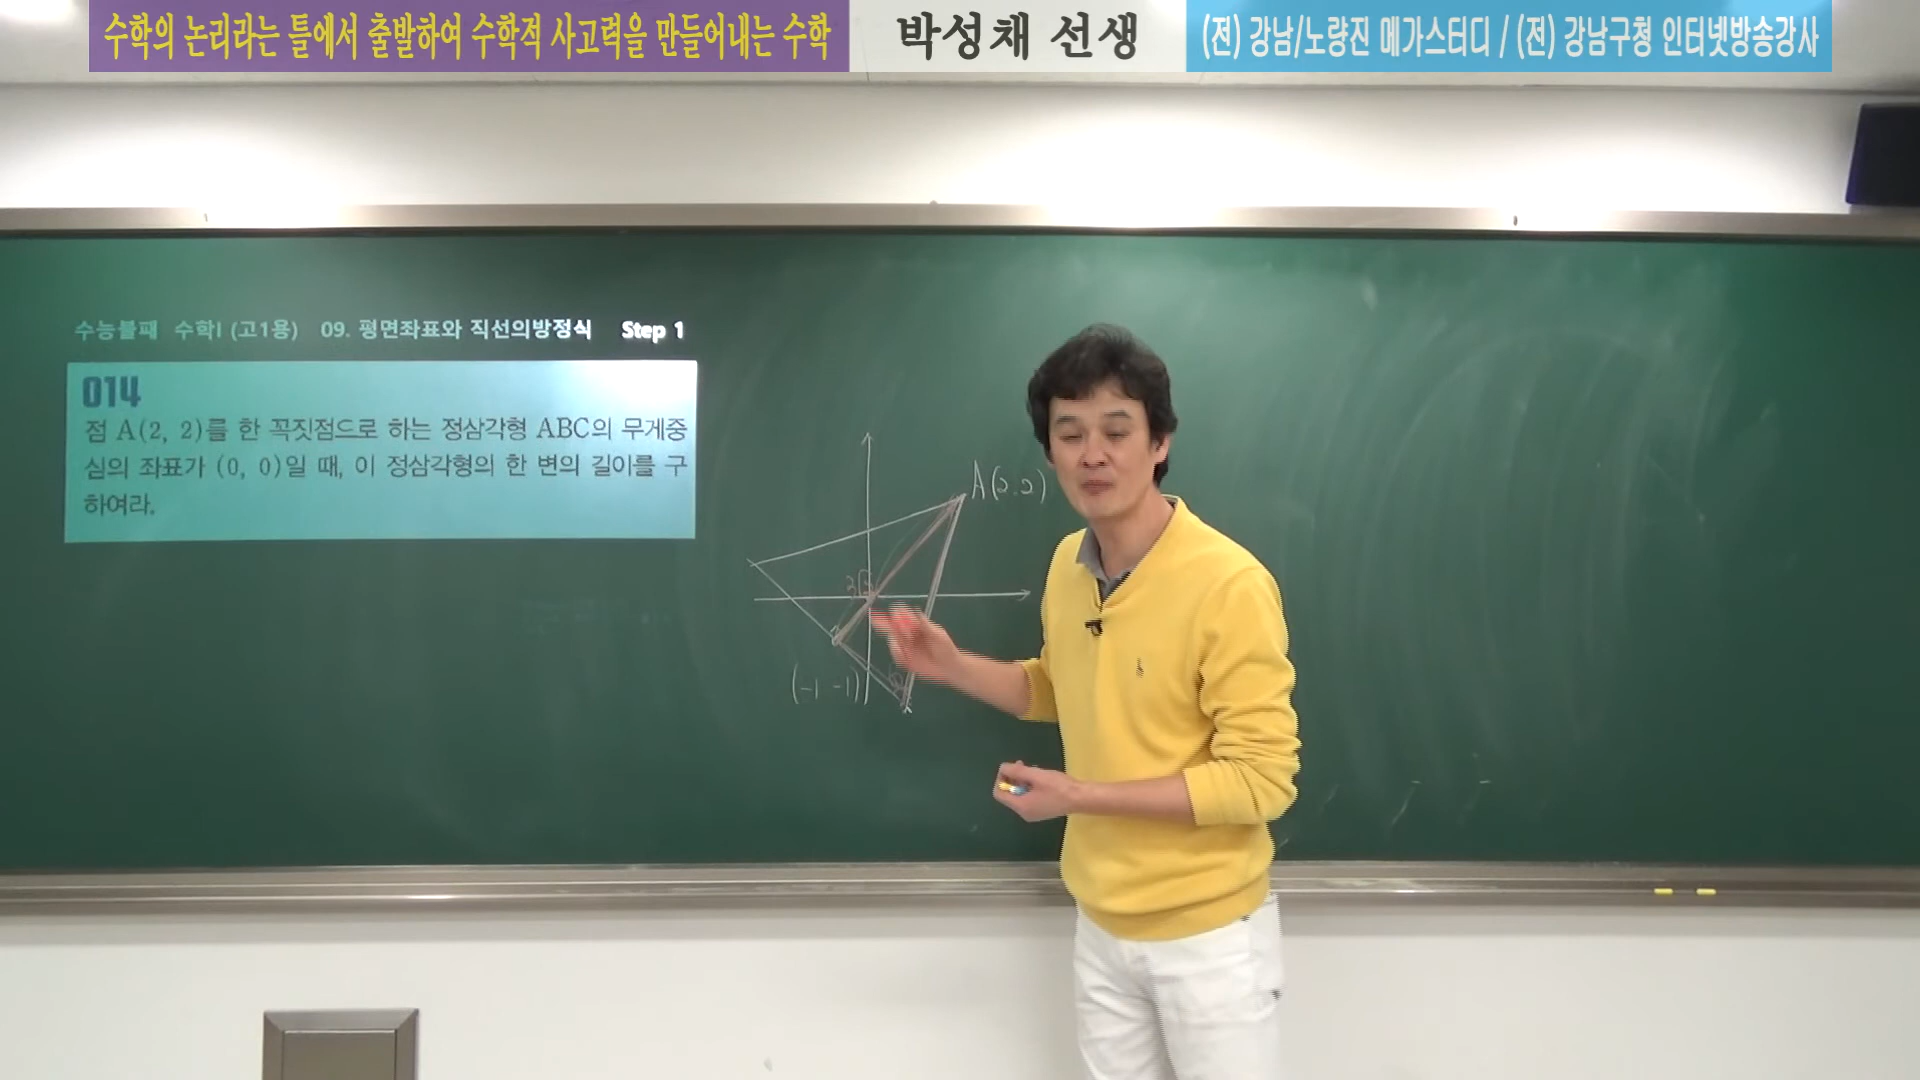 수학의 논리라는 틀에서 출발하여 수학적 사고력을 만들어내는 수학
박성채 선생
(전) 강남/노량진 메가스터디 / (전) 강남구청 인터넷방송강사
수능불패 수학I (고1용) 09. 평면좌표와 직선의방정식 Step 1
014
점 A(2, 2)를 한 꼭짓점으로 하는 정삼각형 ABC의 무게중
심의 좌표가 (0, 0)일 때, 이 정삼각형의 한 변의 길이를 구
하여라.
A(2.2)
(-1 -1)